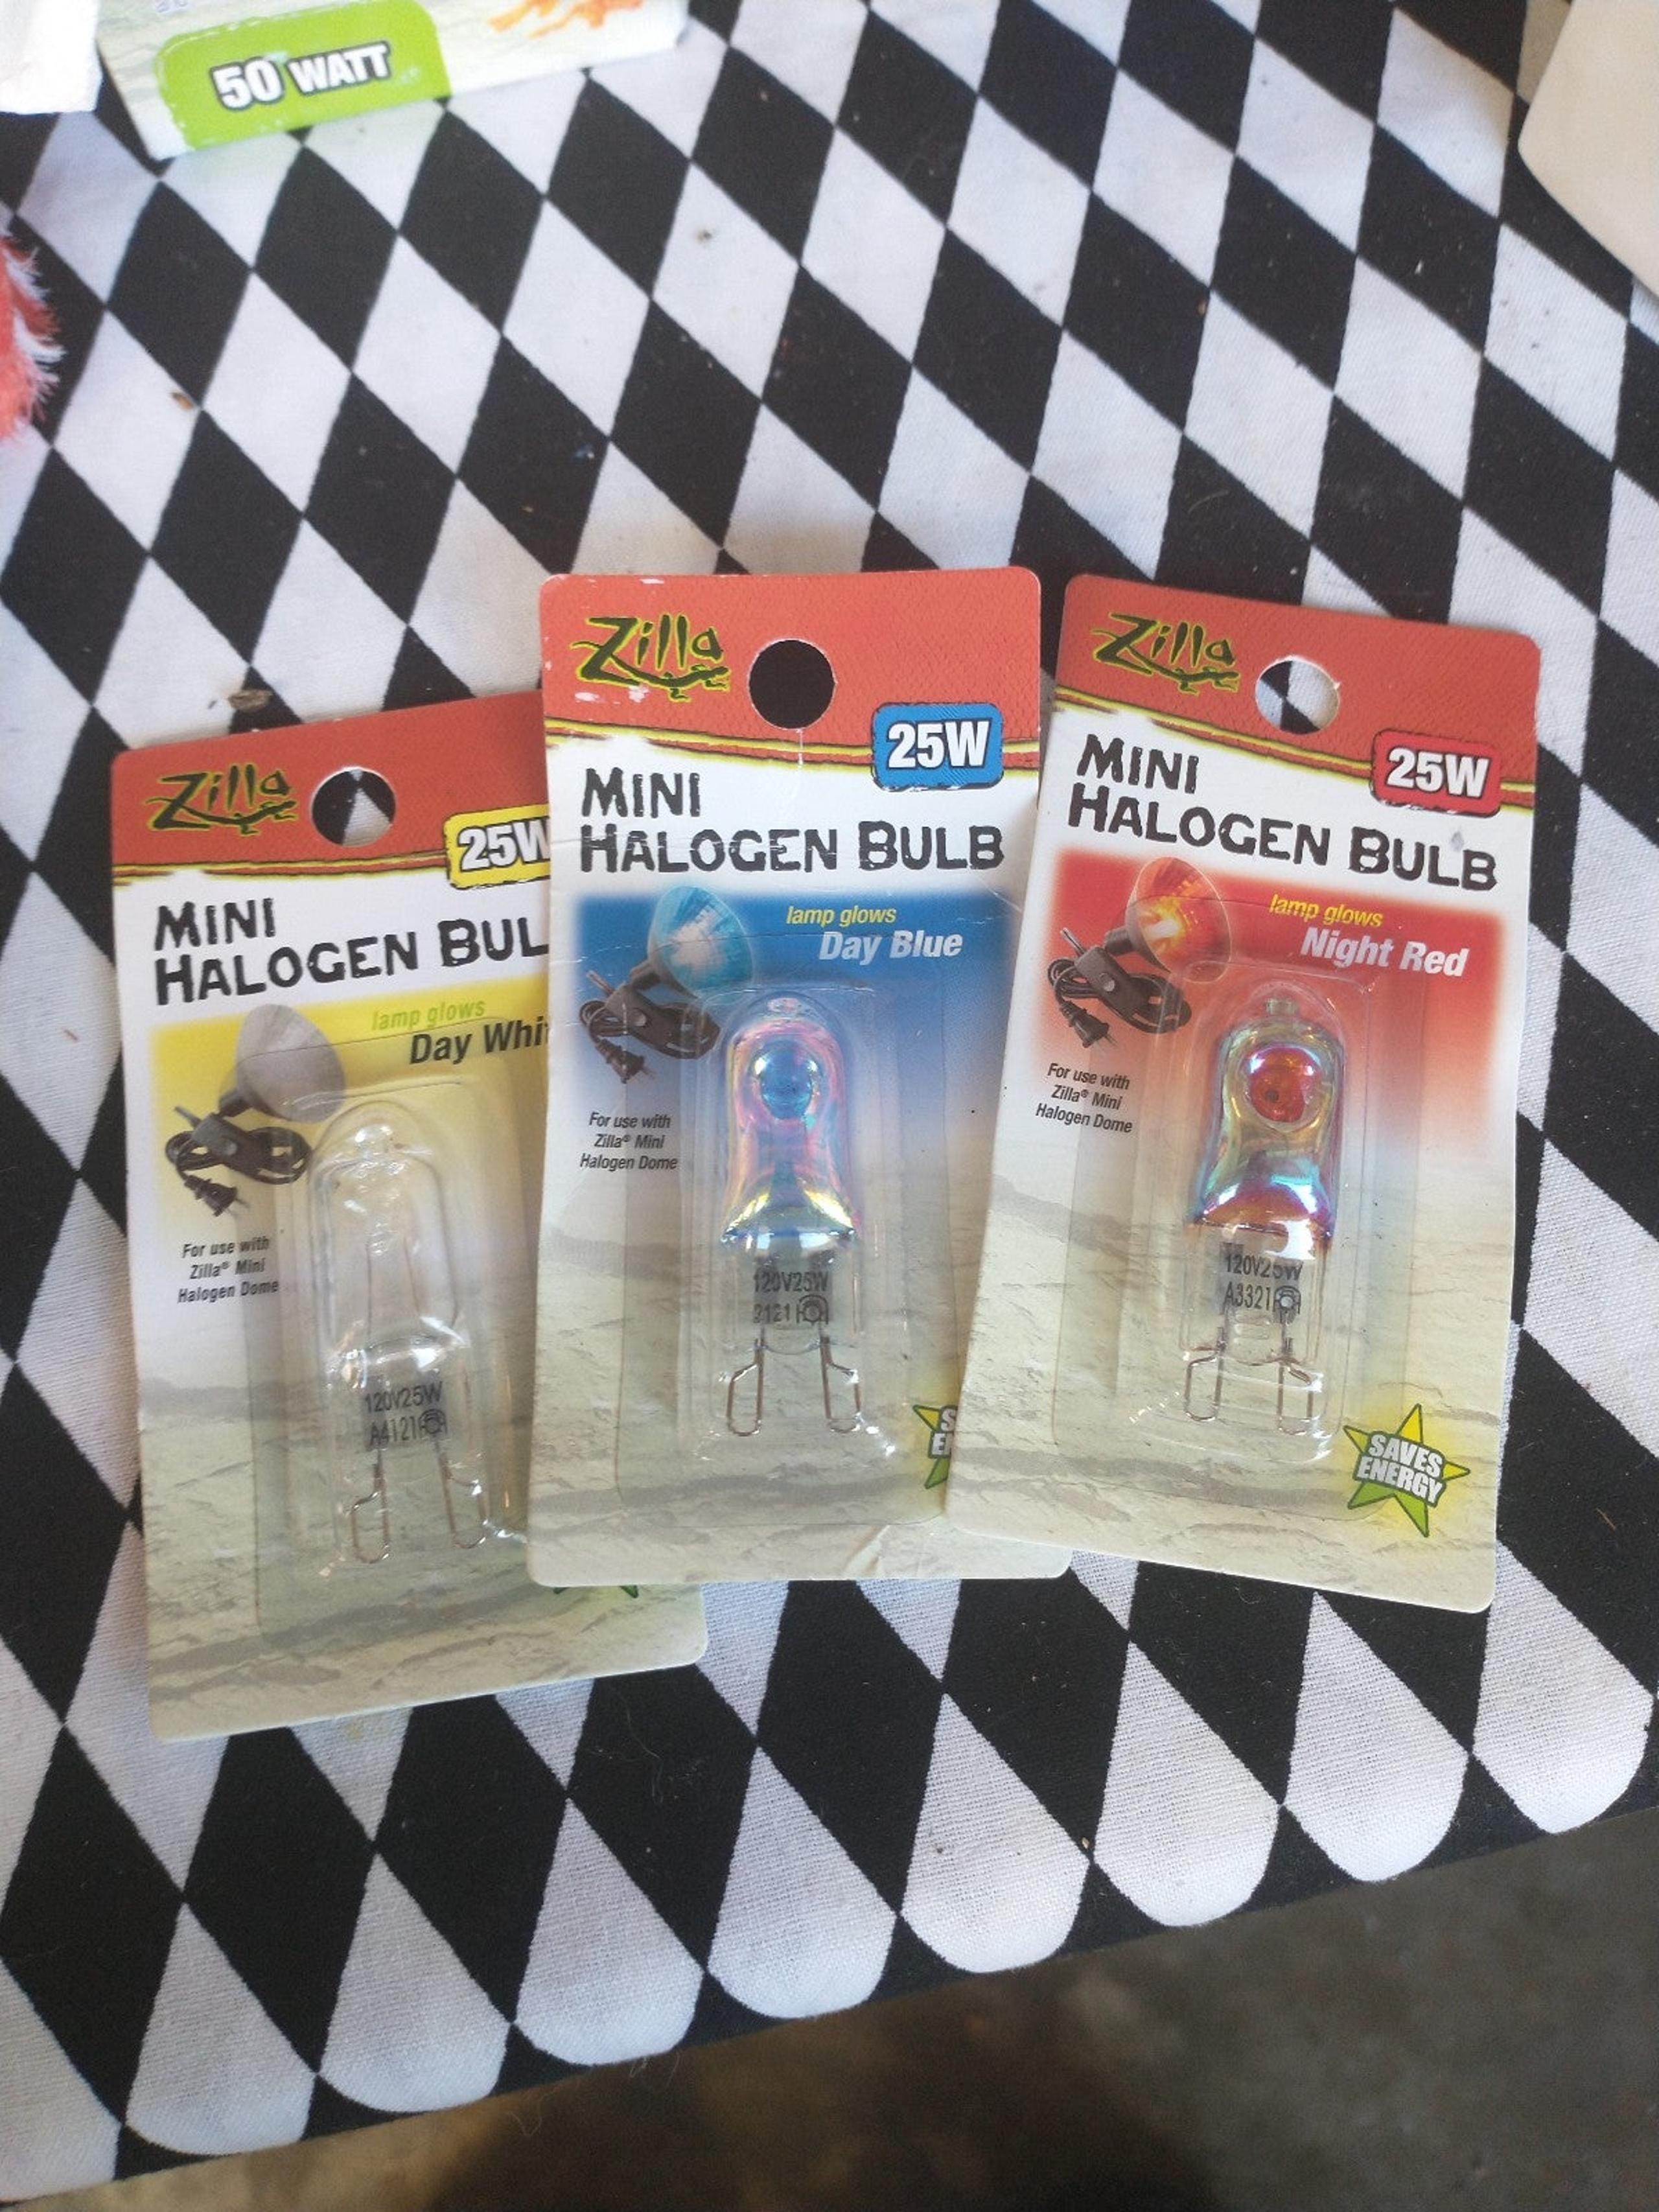 50 WATT
Zilla
25W
MINI
HALOGEN BUL
lamp glows
Day Whi
For use with
Zilla® Mini
Halogen Dome
120V25W
A4121
Zilla
25W
MINI
HALOGEN BULB
lamp glows
Day Blue
For use with
Zilla® Mini
Halogen Dome
120V25W
2121
S
EN
Zilla
25W
MINI
HALOGEN BULB
lamp glows
Night Red
For use with
Zilla® Mini
Halogen Dome
120V25W
A3321
SAVES
ENERGY